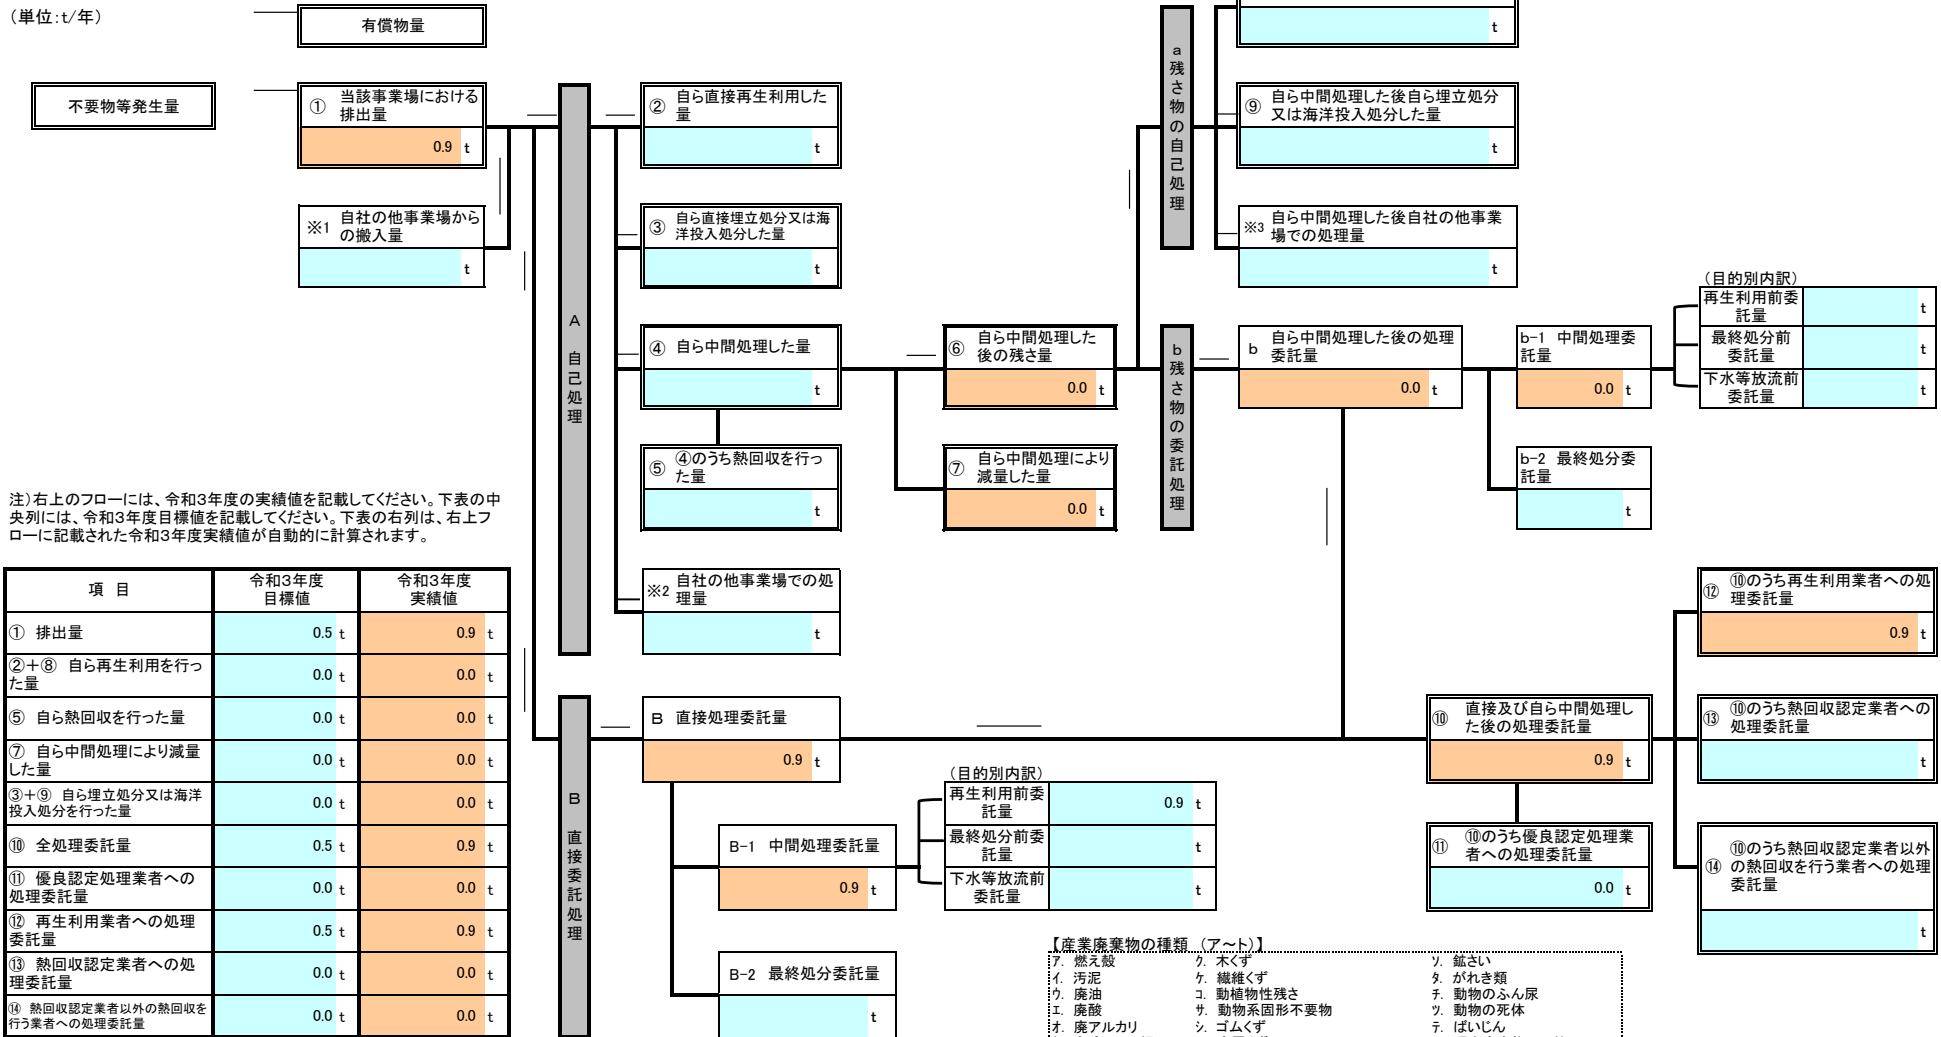 (単位:t/年)
有償物量
t
不要物等発生量
① 当該事業場における
排出量
0.9 t
※1 自社の他事業場から
の搬入量
t
A 自己処理
② 自ら直接再生利用した
量
t
③ 自ら直接埋立処分又は海
洋投入処分した量
t
④ 自ら中間処理した量
t
⑤ ④のうち熱回収を行っ
た量
t
※2 自社の他事業場での処
理量
t
⑥ 自ら中間処理した
後の残さ量
0.0 t
⑦ 自ら中間処理により
減量した量
0.0 t
a 残さ物の自己処理
⑨ 自ら中間処理した後自ら埋立処分
又は海洋投入処分した量
t
※3 自ら中間処理した後自社の他事業
場での処理量
t
b 残さ物の委託処理
b 自ら中間処理した後の処理
委託量
0.0 t
b-1 中間処理委
託量
0.0 t
(目的別内訳)
再生利用前委
託量
t
最終処分前
委託量
t
下水等放流前
委託量
t
b-2 最終処分委
託量
t
注)右上のフローには、令和3年度の実績値を記載してください。下表の中
央列には、令和3年度目標値を記載してください。下表の右列は、右上フ
ローに記載された令和3年度実績値が自動的に計算されます。
項 目 令和3年度 目標値 令和3年度 実績値
① 排出量 0.5 t 0.9 t
②+⑧ 自ら再生利用を行っ
た量 0.0 t 0.0 t
⑤ 自ら熱回収を行った量 0.0 t 0.0 t
⑦ 自ら中間処理により減量
した量 0.0 t 0.0 t
③+⑨ 自ら埋立処分又は海洋
投入処分を行った量 0.0 t 0.0 t
⑩ 全処理委託量 0.5 t 0.9 t
⑪ 優良認定処理業者への
処理委託量 0.0 t 0.0 t
⑫ 再生利用業者への処理
委託量 0.5 t 0.9 t
⑬ 熱回収認定業者への処
理委託量 0.0 t 0.0 t
⑭ 熱回収認定業者以外の熱回収を
行う業者への処理委託量 0.0 t 0.0 t
B 直接委託処理
B 直接処理委託量
0.9 t
B-1 中間処理委託量
0.9 t
(目的別内訳)
再生利用前委
託量
0.9 t
最終処分前委
託量
t
下水等放流前
委託量
t
B-2 最終処分委託量
t
⑩ 直接及び自ら中間処理し
た後の処理委託量
0.9 t
⑪ ⑩のうち優良認定処理業
者への処理委託量
0.0 t
⑫ ⑩のうち再生利用業者への処
理委託量
0.9 t
⑬ ⑩のうち熱回収認定業者への
処理委託量
t
⑭ ⑩のうち熱回収認定業者以外
の熱回収を行う業者への処理
委託量
t
【産業廃棄物の種類 (ア~ト)】
ア. 燃え殻 ク. 木くず ソ. 鉱さい
イ. 汚泥 ケ. 繊維くず タ. がれき類
ウ. 廃油 コ. 動植物性残さ チ. 動物のふん尿
エ. 廃酸 サ. 動物系固形不要物 ツ. 動物の死体
オ. 廃アルカリ シ. ゴムくず テ. ばいじん